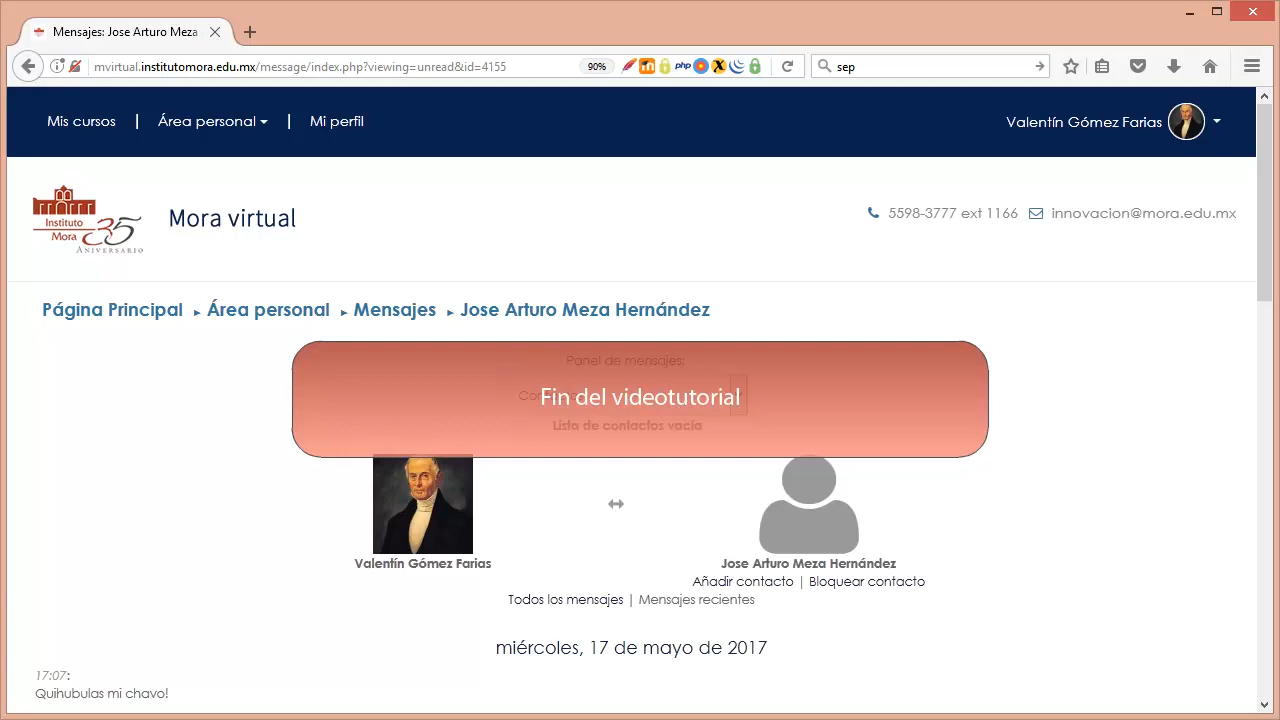 Mensajes: Jose Arturo Meza
mvirtual.institutomora.edu.mx/message/index.php?viewing=unread&id=4155
90%
php
sep
Mis cursos | Área personal | Mi perfil
Valentín Gómez Farias
Instituto
Mora
35
ANIVERSARIO
Mora virtual
5598-3777 ext 1166
innovacion@mora.edu.mx
Página Principal ▸ Área personal ▸ Mensajes ▸ Jose Arturo Meza Hernández
Panel de mensajes:
Fin del videotutorial
Lista de contactos vacía
Valentín Gómez Farias
Jose Arturo Meza Hernández
Añadir contacto | Bloquear contacto
Todos los mensajes | Mensajes recientes
miércoles, 17 de mayo de 2017
17:07:
Quihubulas mi chavo!